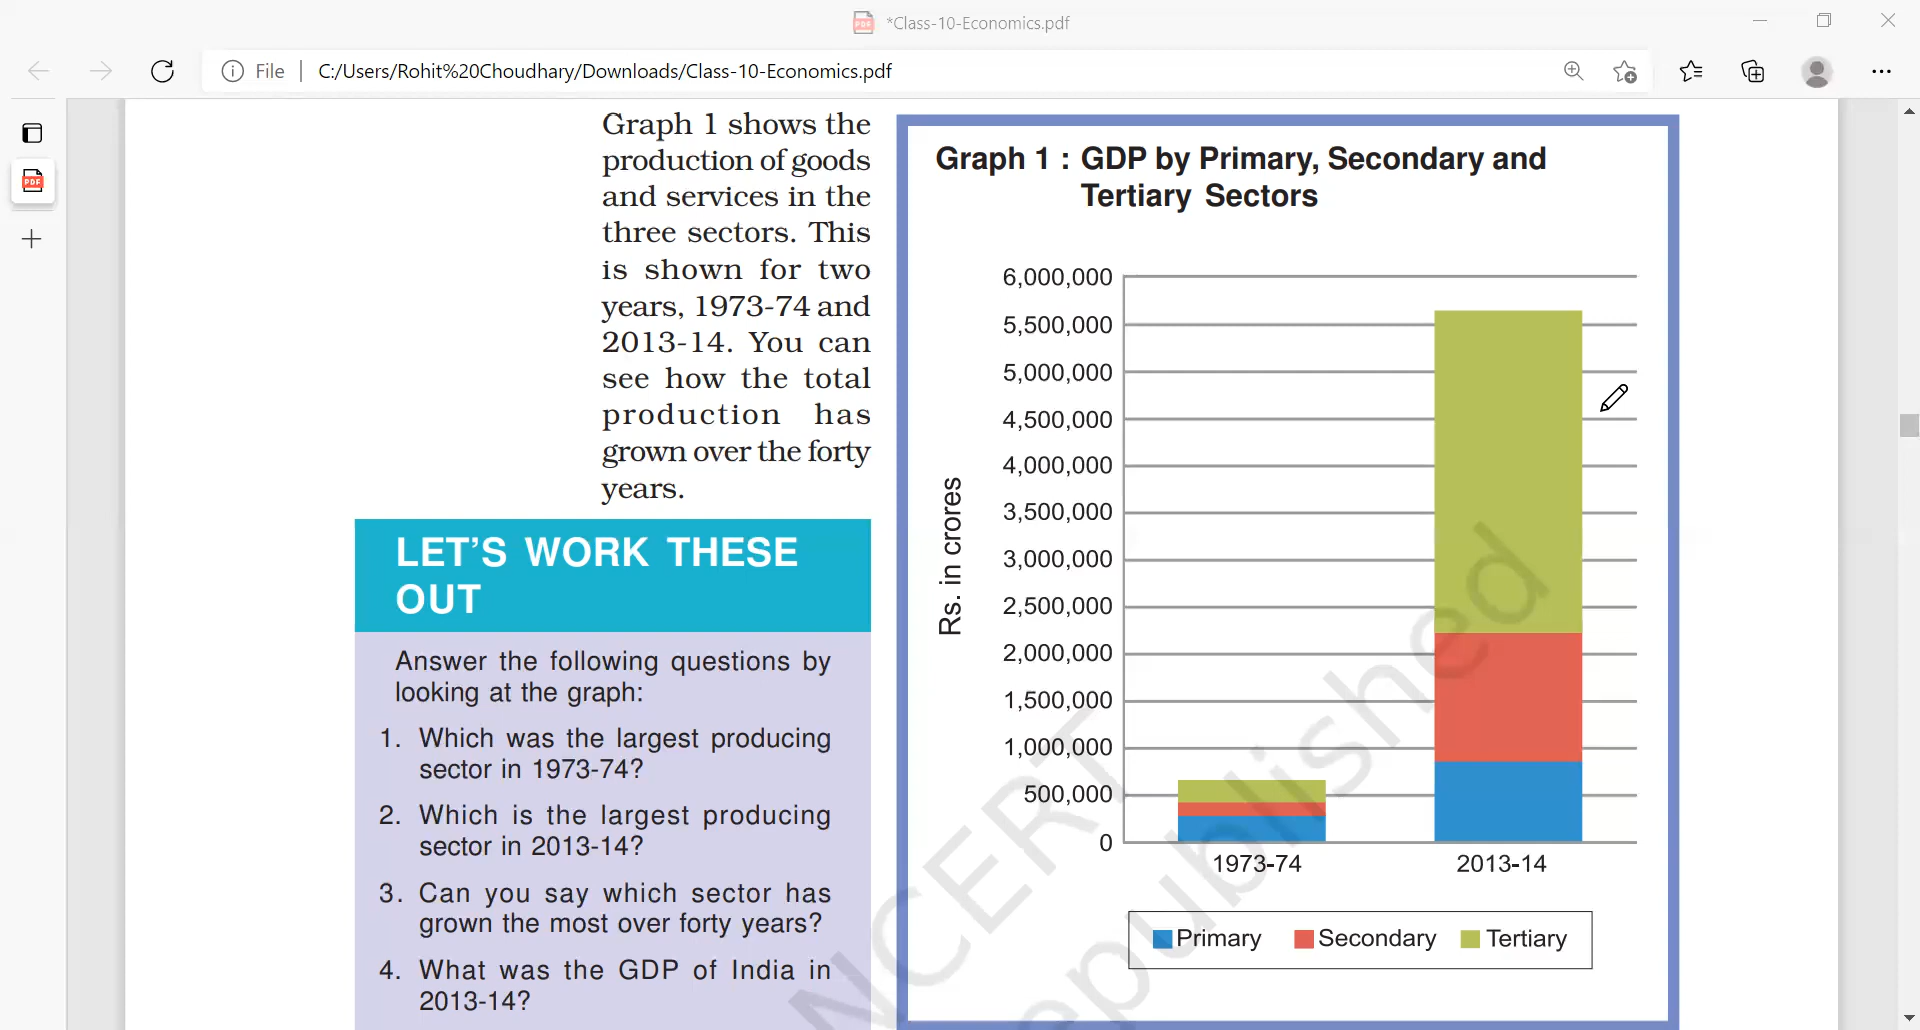 *Class-10-Economics.pdf
File | C:/Users/Rohit%20Choudhary/Downloads/Class-10-Economics.pdf
PDF
Graph 1 shows the
production of goods
and services in the
three sectors. This
is shown for two
years, 1973-74 and
2013-14. You can
see how the total
production has
grown over the forty
years.
LET'S WORK THESE
OUT
Answer the following questions by
looking at the graph:
1. Which was the largest producing
sector in 1973-74?
2. Which is the largest producing
sector in 2013-14?
3. Can you say which sector has
grown the most over forty years?
4. What was the GDP of India in
2013-14?
Graph 1 : GDP by Primary, Secondary and
Tertiary Sectors
Rs. in crores
6,000,000
5,500,000
5,000,000
4,500,000
4,000,000
3,500,000
3,000,000
2,500,000
2,000,000
1,500,000
1,000,000
500,000
0
1973-74
2013-14
Primary Secondary Tertiary
NCERT
epublished